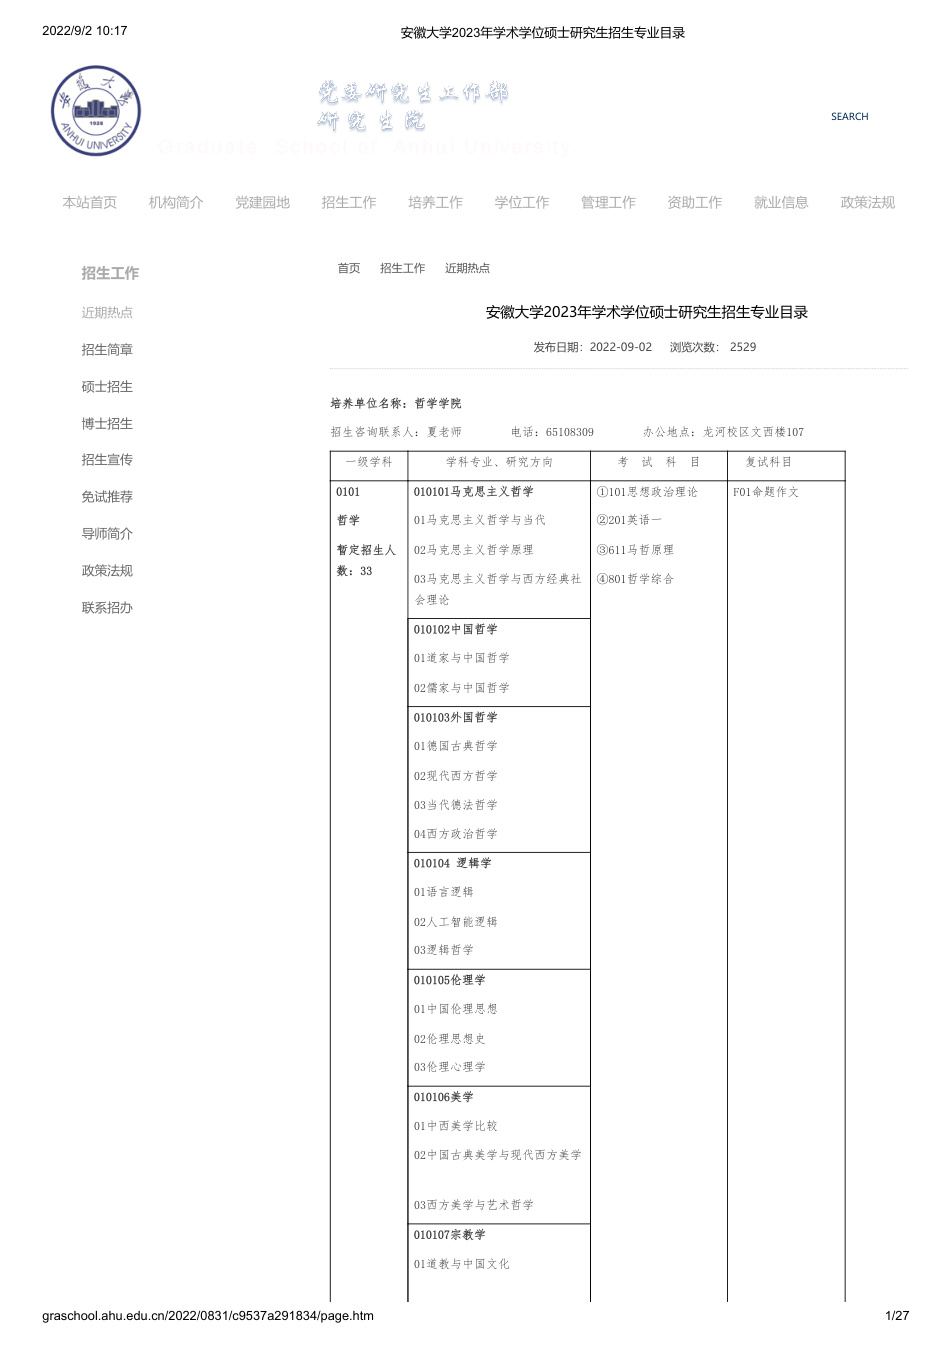 2022/9/2 10:17
安徽大学2023年学术学位硕士研究生招生专业目录
安徽大学
1928
ANHUI UNIVERSITY
党委研究生工作部
研究生院
Graduate School of Anhui University
SEARCH
本站首页 机构简介 党建园地 招生工作 培养工作 学位工作 管理工作 资助工作 就业信息 政策法规
招生工作
近期热点
招生简章
硕士招生
博士招生
招生宣传
免试推荐
导师简介
政策法规
联系招办
首页 招生工作 近期热点
安徽大学2023年学术学位硕士研究生招生专业目录
发布日期：2022-09-02 浏览次数： 2529
培养单位名称：哲学学院
招生咨询联系人：夏老师 电话：65108309 办公地点：龙河校区文西楼107
一级学科 学科专业、研究方向 考 试 科 目 复试科目
0101
哲学
暂定招生人
数：33
010101马克思主义哲学
01马克思主义哲学与当代
02马克思主义哲学原理
03马克思主义哲学与西方经典社
会理论
①101思想政治理论
②201英语一
③611马哲原理
④801哲学综合
F01命题作文
010102中国哲学
01道家与中国哲学
02儒家与中国哲学
010103外国哲学
01德国古典哲学
02现代西方哲学
03当代德法哲学
04西方政治哲学
010104 逻辑学
01语言逻辑
02人工智能逻辑
03逻辑哲学
010105伦理学
01中国伦理思想
02伦理思想史
03伦理心理学
010106美学
01中西美学比较
02中国古典美学与现代西方美学
03西方美学与艺术哲学
010107宗教学
01道教与中国文化
graschool.ahu.edu.cn/2022/0831/c9537a291834/page.htm
1/27